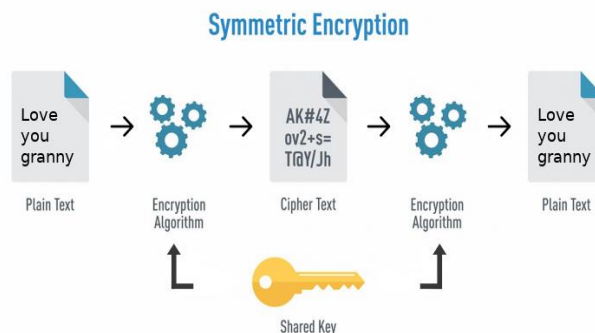 Symmetric Encryption
Love
you
granny
AK#4Z
ov2+s=
T@Y/Jh
Love
you
granny
Plain Text
Encryption
Algorithm
Cipher Text
Encryption
Algorithm
Plain Text
Shared Key